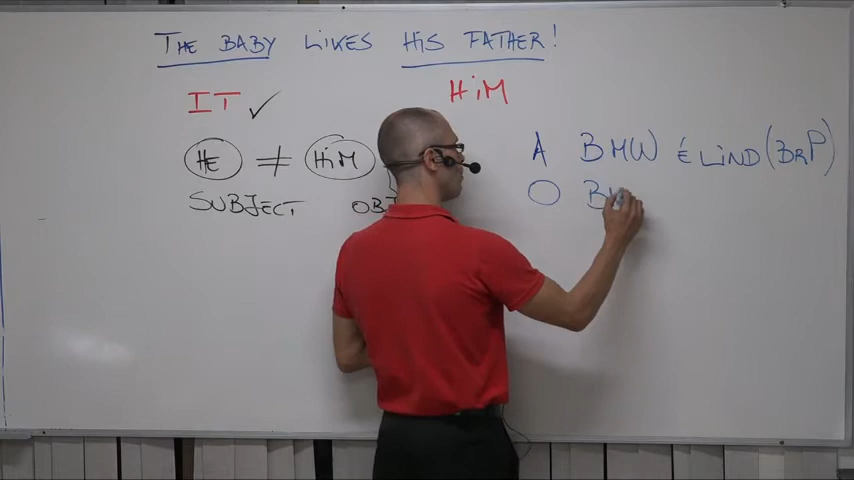 THE BABY LIKES HIS FATHER!
IT ✓ HiM
HE ≠ HiM
SUBJECT
A BMW É LIND (BRP)
O